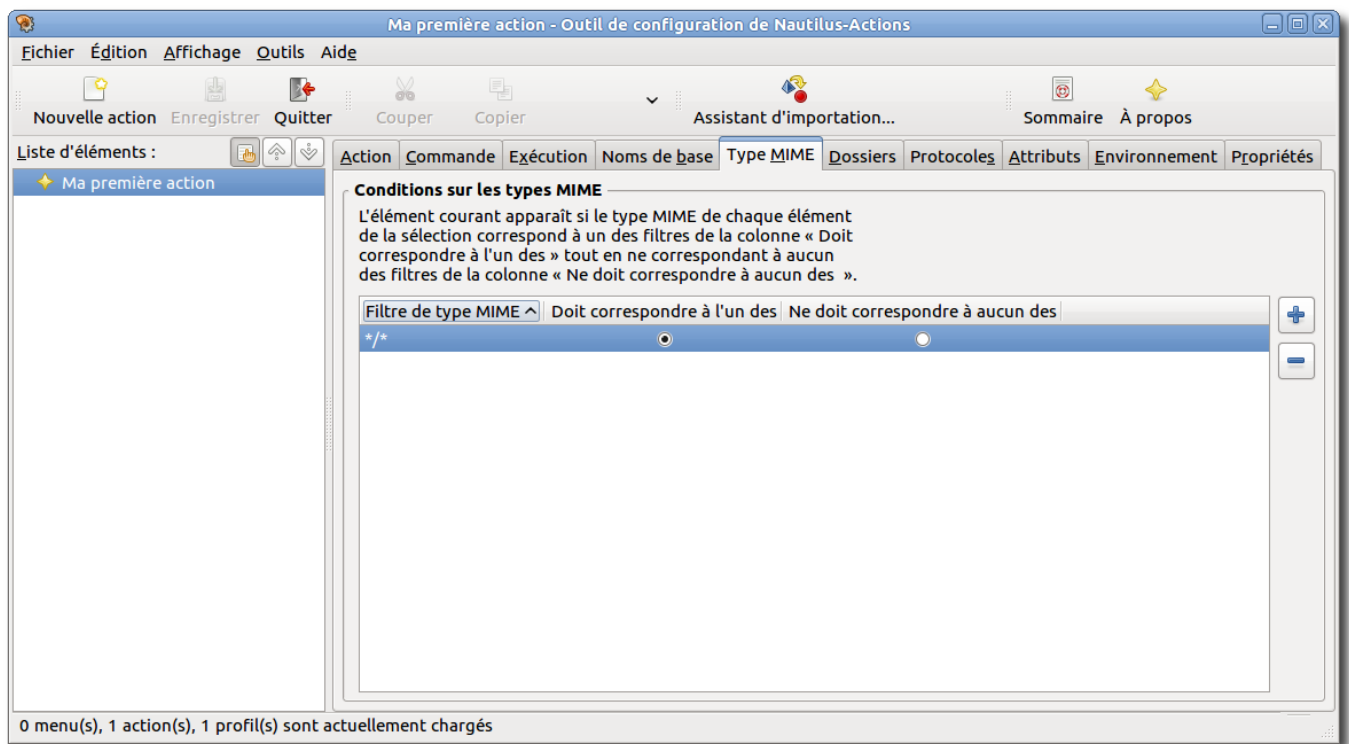 Ma première action - Outil de configuration de Nautilus-Actions
Fichier Édition Affichage Outils Aide
Nouvelle action Enregistrer Quitter Couper Copier Assistant d'importation... Sommaire À propos
Liste d'éléments :
Action Commande Exécution Noms de base Type MIME Dossiers Protocoles Attributs Environnement Propriétés
Ma première action
Conditions sur les types MIME
L'élément courant apparaît si le type MIME de chaque élément
de la sélection correspond à un des filtres de la colonne « Doit
correspondre à l'un des » tout en ne correspondant à aucun
des filtres de la colonne « Ne doit correspondre à aucun des  ».
Filtre de type MIME Doit correspondre à l'un des Ne doit correspondre à aucun des
*/*
0 menu(s), 1 action(s), 1 profil(s) sont actuellement chargés